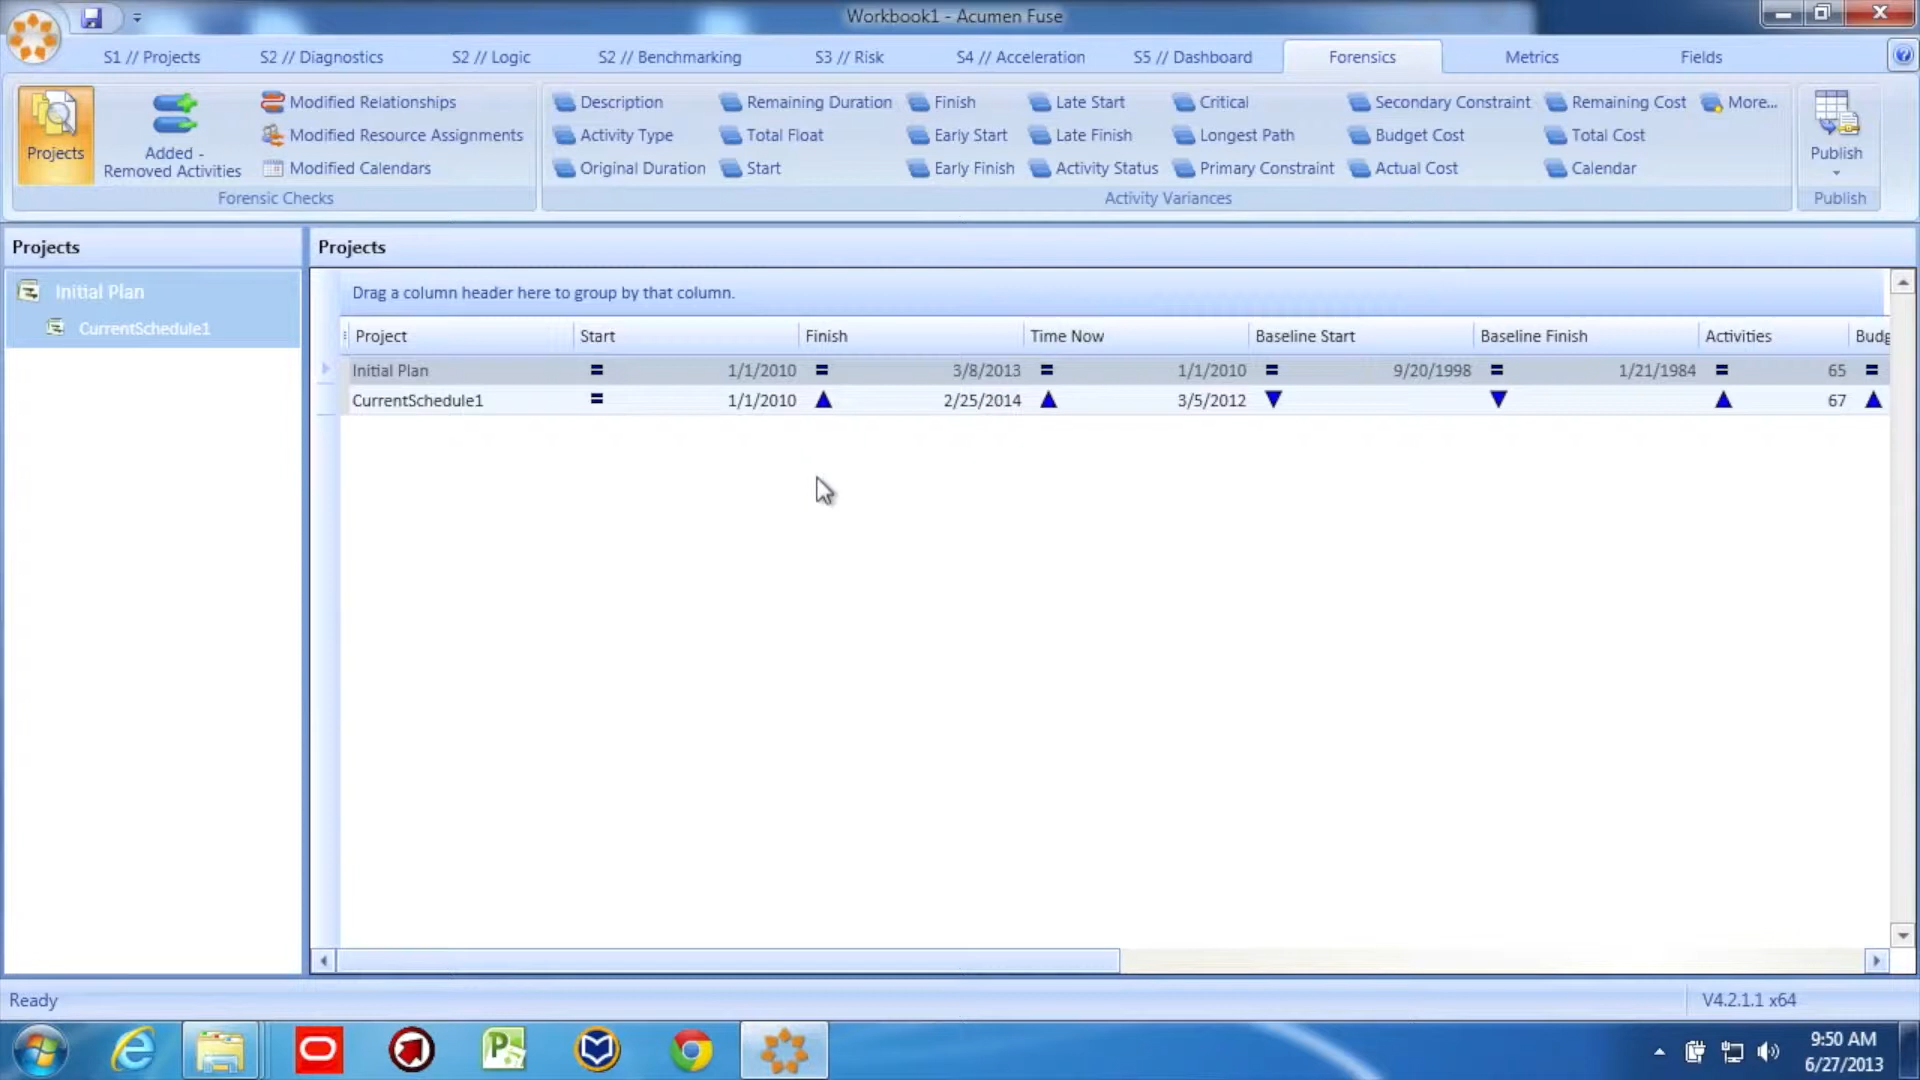 Workbook1 - Acumen Fuse
S1 // Projects S2 // Diagnostics S2 // Logic S2 // Benchmarking S3 // Risk S4 // Acceleration S5 // Dashboard Forensics Metrics Fields
Projects
Added -
Removed Activities
Modified Relationships
Modified Resource Assignments
Modified Calendars
Forensic Checks
Description Remaining Duration Finish Late Start Critical Secondary Constraint Remaining Cost More...
Activity Type Total Float Early Start Late Finish Longest Path Budget Cost Total Cost
Original Duration Start Early Finish Activity Status Primary Constraint Actual Cost Calendar
Activity Variances
Publish
Publish
Projects
Initial Plan
CurrentSchedule1
Projects
Drag a column header here to group by that column.
Project Start Finish Time Now Baseline Start Baseline Finish Activities Budg
Initial Plan = 1/1/2010 = 3/8/2013 = 1/1/2010 = 9/20/1998 = 1/21/1984 = 65 =
CurrentSchedule1 = 1/1/2010 ▲ 2/25/2014 ▲ 3/5/2012 ▼ ▼ ▲ 67 ▲
Ready
V4.2.1.1 x64
9:50 AM
6/27/2013